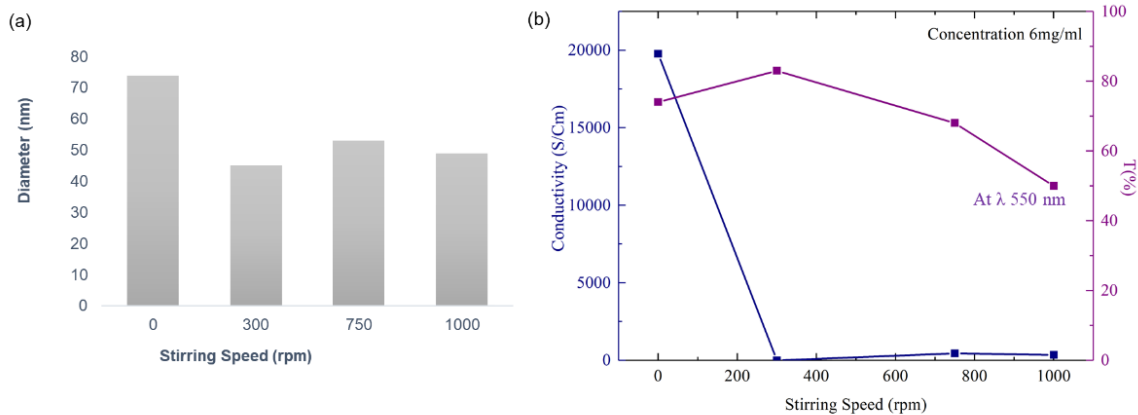 (a)
80
70
60
50
40
30
20
10
0
Diameter (nm)
0 300 750 1000
Stirring Speed (rpm)
(b)
Concentration 6mg/ml
20000
15000
10000
5000
0
Conductivity (S/Cm)
100
80
60
40
20
0
T(%)
At λ 550 nm
0 200 400 600 800 1000
Stirring Speed (rpm)